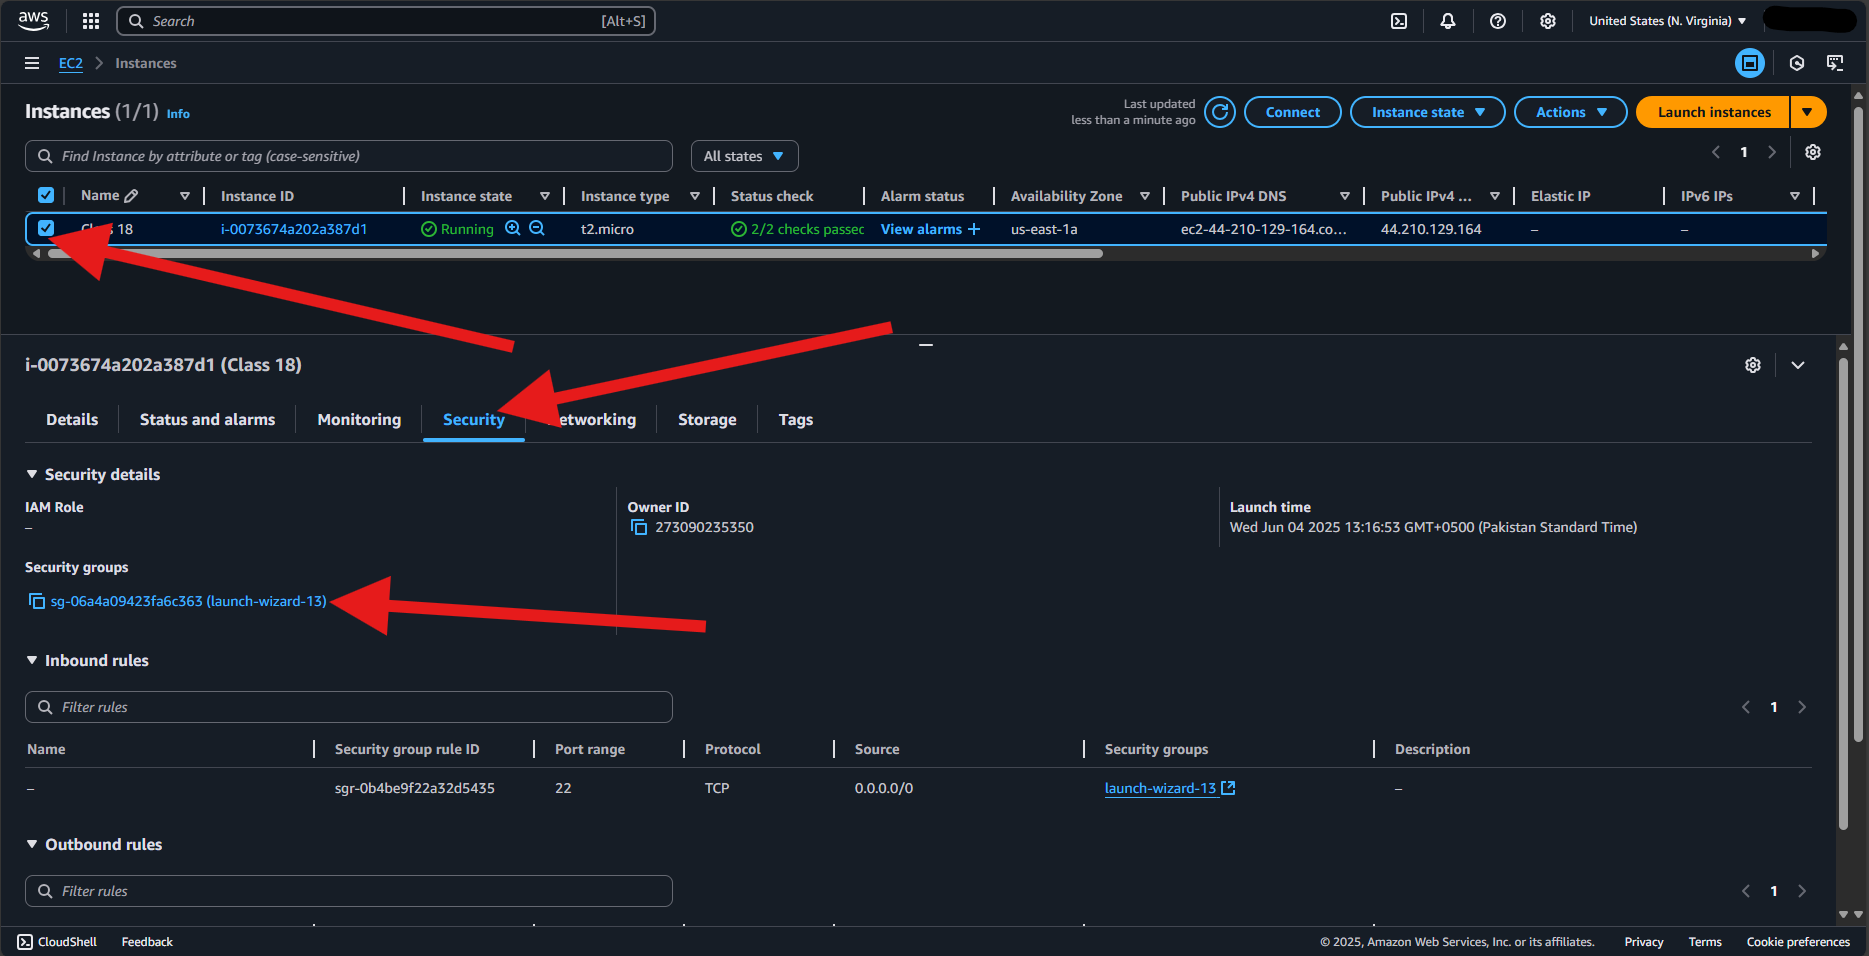 aws Search [Alt+S] United States (N. Virginia)
EC2 Instances
Instances (1/1) Info Last updated less than a minute ago Connect Instance state Actions Launch instances
Find Instance by attribute or tag (case-sensitive) All states 1
Name Instance ID Instance state Instance type Status check Alarm status Availability Zone Public IPv4 DNS Public IPv4 ... Elastic IP IPv6 IPs
18 i-0073674a202a387d1 Running t2.micro 2/2 checks passec View alarms + us-east-1a ec2-44-210-129-164.co... 44.210.129.164 – –
i-0073674a202a387d1 (Class 18)
Details Status and alarms Monitoring Security etworking Storage Tags
Security details
IAM Role Owner ID Launch time
– 273090235350 Wed Jun 04 2025 13:16:53 GMT+0500 (Pakistan Standard Time)
Security groups
sg-06a4a09423fa6c363 (launch-wizard-13)
Inbound rules
Filter rules 1
Name Security group rule ID Port range Protocol Source Security groups Description
– sgr-0b4be9f22a32d5435 22 TCP 0.0.0.0/0 launch-wizard-13 –
Outbound rules
Filter rules 1
CloudShell Feedback © 2025, Amazon Web Services, Inc. or its affiliates. Privacy Terms Cookie preferences